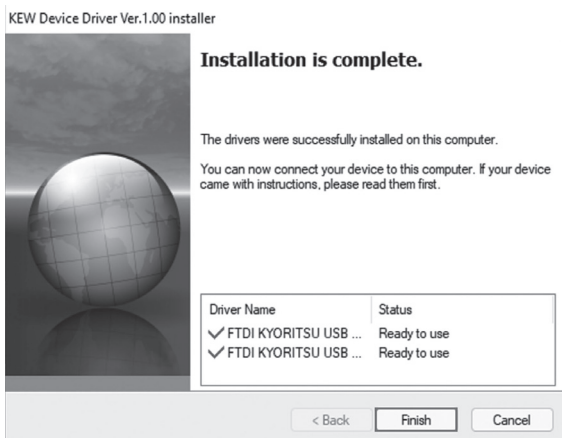 KEW Device Driver Ver.1.00 installer
Installation is complete.
The drivers were successfully installed on this computer.
You can now connect your device to this computer. If your device
came with instructions, please read them first.
Driver Name Status
FTDI KYORITSU USB ... Ready to use
FTDI KYORITSU USB ... Ready to use
< Back Finish Cancel